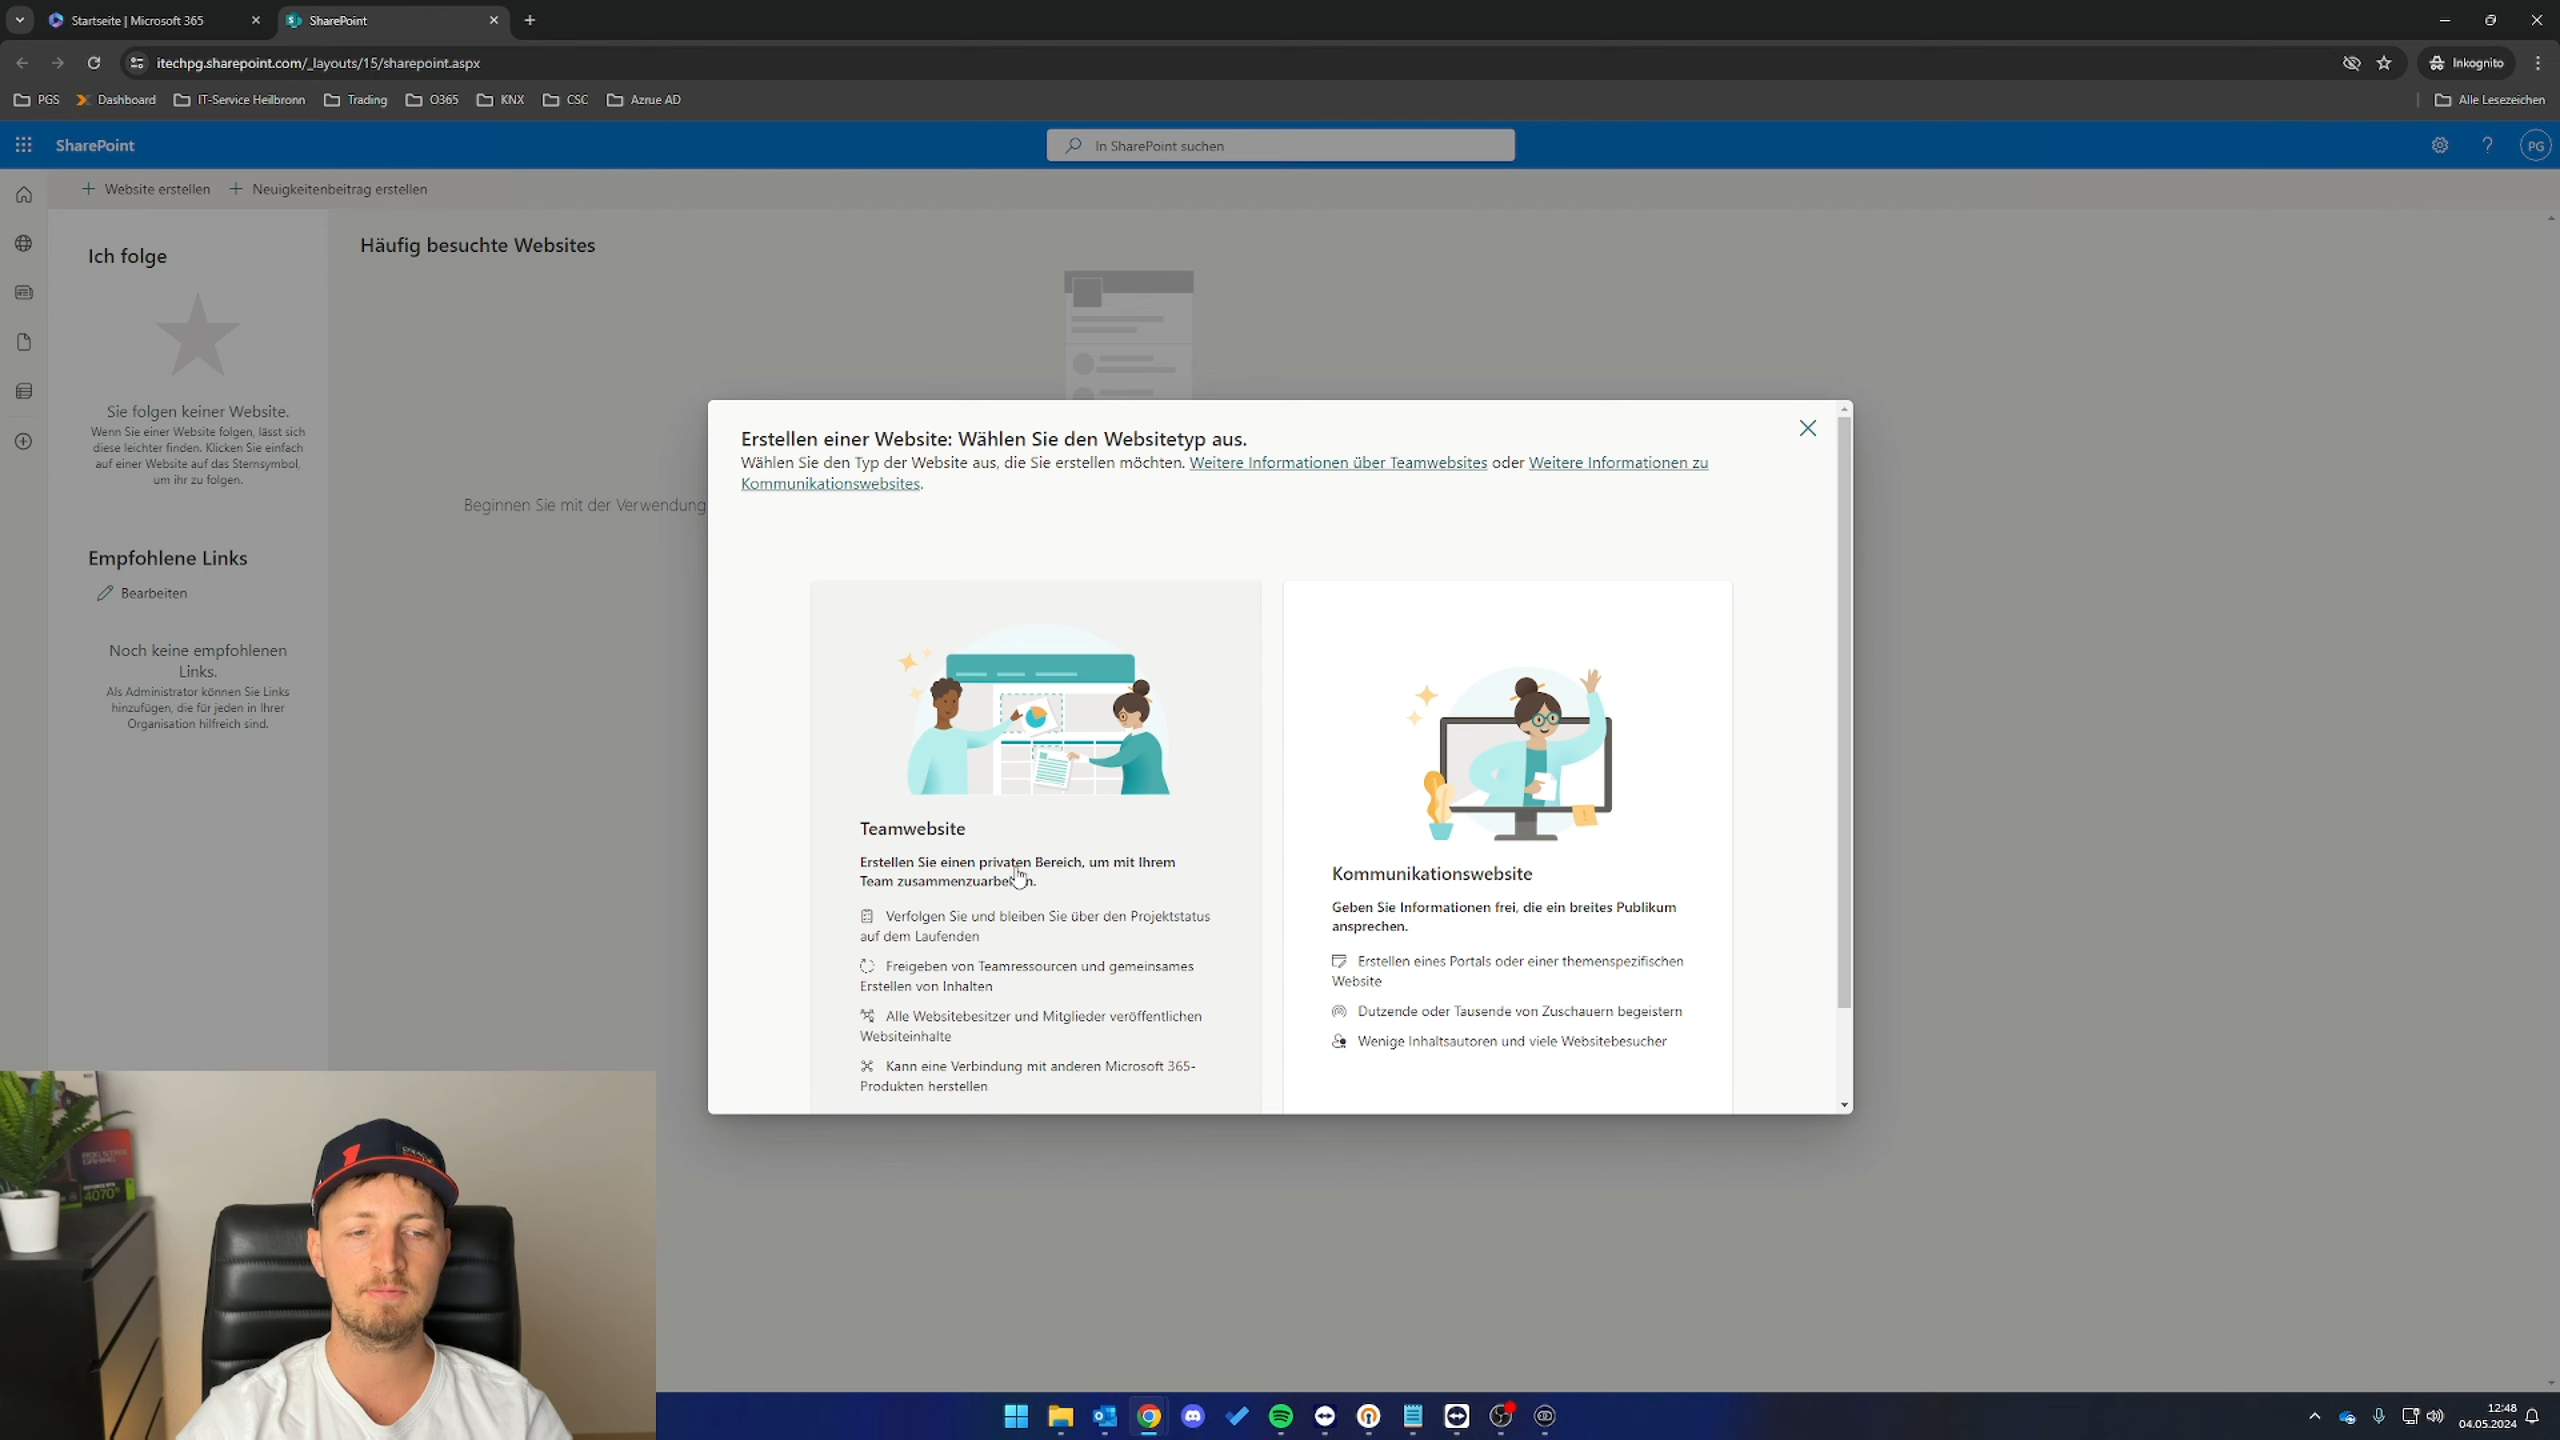 Startseite | Microsoft 365
SharePoint
itechpg.sharepoint.com/_layouts/15/sharepoint.aspx
Inkognito
PGS
Dashboard
IT-Service Heilbronn
Trading
O365
KNX
CSC
Azrue AD
Alle Lesezeichen
SharePoint
In SharePoint suchen
PG
Website erstellen
Neuigkeitenbeitrag erstellen
Ich folge
Sie folgen keiner Website.
Wenn Sie einer Website folgen, lässt sich
diese leichter finden. Klicken Sie einfach
auf einer Website auf das Sternsymbol,
um ihr zu folgen.
Empfohlene Links
Bearbeiten
Noch keine empfohlenen
Links.
Als Administrator können Sie Links
hinzufügen, die für jeden in Ihrer
Organisation hilfreich sind.
Häufig besuchte Websites
Beginnen Sie mit der Verwendung
Erstellen einer Website: Wählen Sie den Websitetyp aus.
Wählen Sie den Typ der Website aus, die Sie erstellen möchten. Weitere Informationen über Teamwebsites oder Weitere Informationen zu
Kommunikationswebsites.
Teamwebsite
Erstellen Sie einen privaten Bereich, um mit Ihrem
Team zusammenzuarbeiten.
Verfolgen Sie und bleiben Sie über den Projektstatus
auf dem Laufenden
Freigeben von Teamressourcen und gemeinsames
Erstellen von Inhalten
Alle Websitebesitzer und Mitglieder veröffentlichen
Websiteinhalte
Kann eine Verbindung mit anderen Microsoft 365-
Produkten herstellen
Kommunikationswebsite
Geben Sie Informationen frei, die ein breites Publikum
ansprechen.
Erstellen eines Portals oder einer themenspezifischen
Website
Dutzende oder Tausende von Zuschauern begeistern
Wenige Inhaltsautoren und viele Websitebesucher
ROG STRIX
GAMING
4070 Ti
12:48
04.05.2024